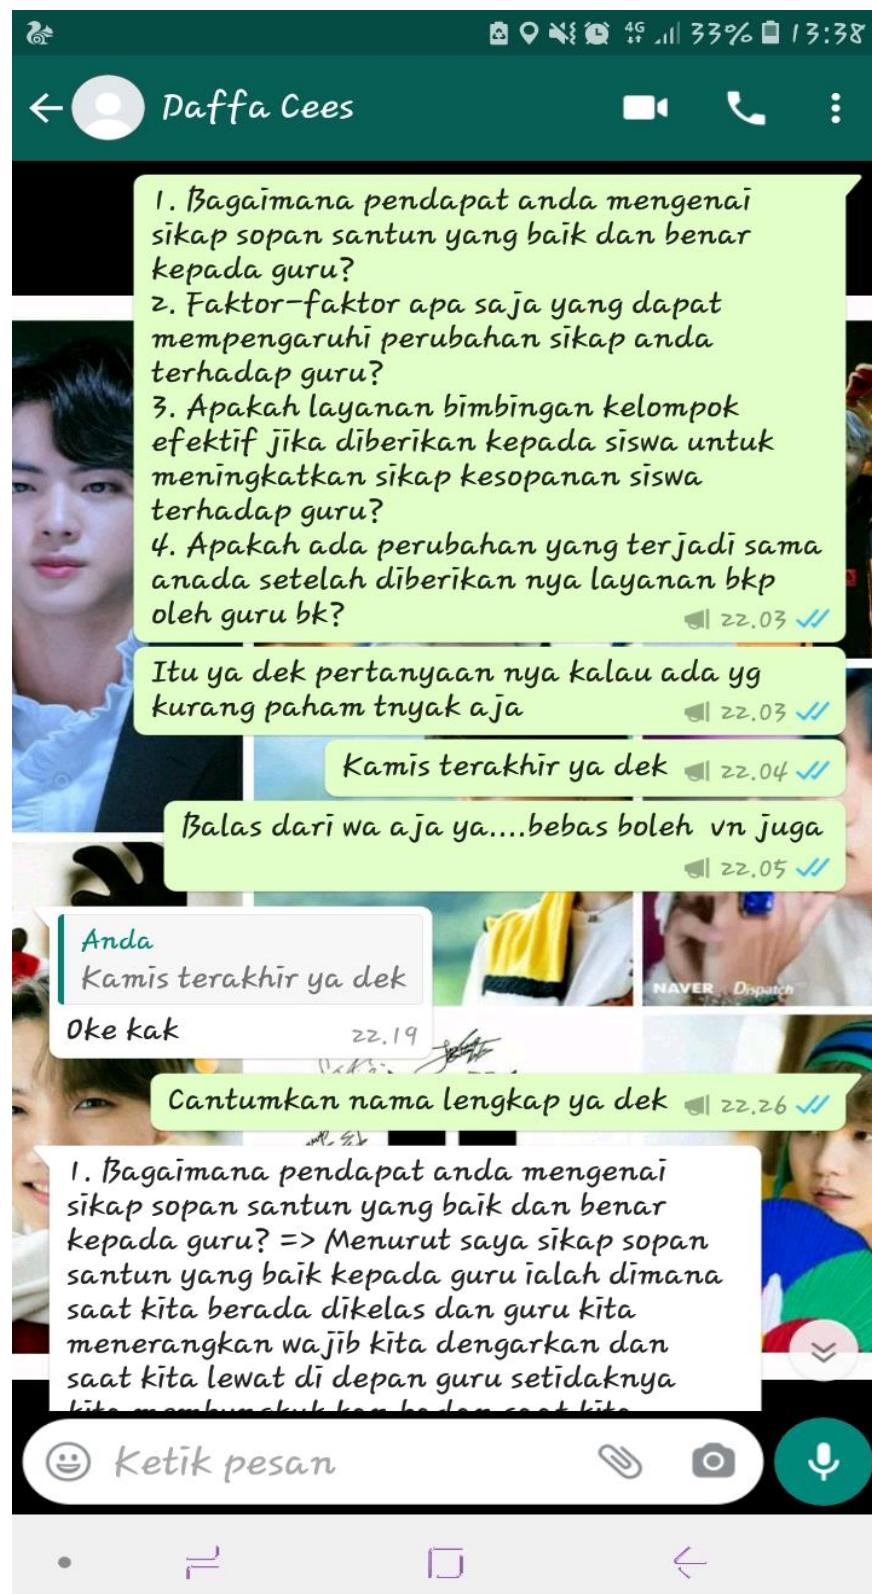 4G 33% 13:38
Daffa Cees
1. Bagaimana pendapat anda mengenai
sikap sopan santun yang baik dan benar
kepada guru?
2. Faktor-faktor apa saja yang dapat
mempengaruhi perubahan sikap anda
terhadap guru?
3. Apakah layanan bimbingan kelompok
efektif jika diberikan kepada siswa untuk
meningkatkan sikap kesopanan siswa
terhadap guru?
4. Apakah ada perubahan yang terjadi sama
anada setelah diberikan nya layanan bkp
oleh guru bk?
22.03
Itu ya dek pertanyaan nya kalau ada yg
kurang paham tnyak aja
22.03
Kamis terakhir ya dek 22.04
Balas dari wa aja ya....bebas boleh vn juga
22.05
Anda
Kamis terakhir ya dek
Oke kak 22.19
NAVER Dispatch
Cantumkan nama lengkap ya dek 22.26
1. Bagaimana pendapat anda mengenai
sikap sopan santun yang baik dan benar
kepada guru? => Menurut saya sikap sopan
santun yang baik kepada guru ialah dimana
saat kita berada dikelas dan guru kita
menerangkan wajib kita dengarkan dan
saat kita lewat di depan guru setidaknya
Ketik pesan